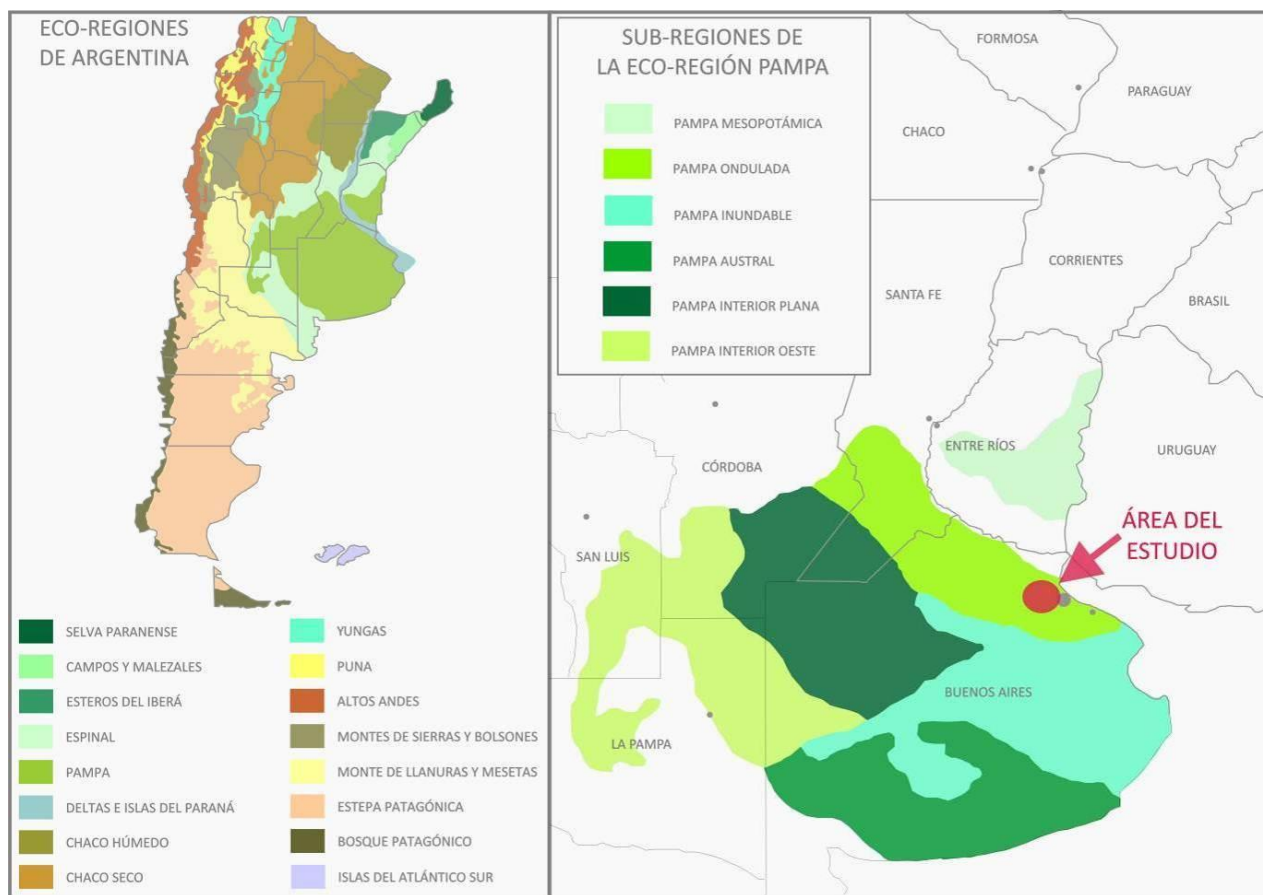 ECO-REGIONES
DE ARGENTINA
SELVA PARANENSE
CAMPOS Y MALEZALES
ESTEROS DEL IBERÁ
ESPINAL
PAMPA
DELTAS E ISLAS DEL PARANÁ
CHACO HÚMEDO
CHACO SECO
YUNGAS
PUNA
ALTOS ANDES
MONTES DE SIERRAS Y BOLSONES
MONTE DE LLANURAS Y MESETAS
ESTEPA PATAGÓNICA
BOSQUE PATAGÓNICO
ISLAS DEL ATLÁNTICO SUR
SUB-REGIONES DE
LA ECO-REGIÓN PAMPA
PAMPA MESOPOTÁMICA
PAMPA ONDULADA
PAMPA INUNDABLE
PAMPA AUSTRAL
PAMPA INTERIOR PLANA
PAMPA INTERIOR OESTE
FORMOSA
PARAGUAY
CHACO
CORRIENTES
SANTA FE
BRASIL
ENTRE RÍOS
URUGUAY
CÓRDOBA
ÁREA DEL
ESTUDIO
SAN LUIS
BUENOS AIRES
LA PAMPA